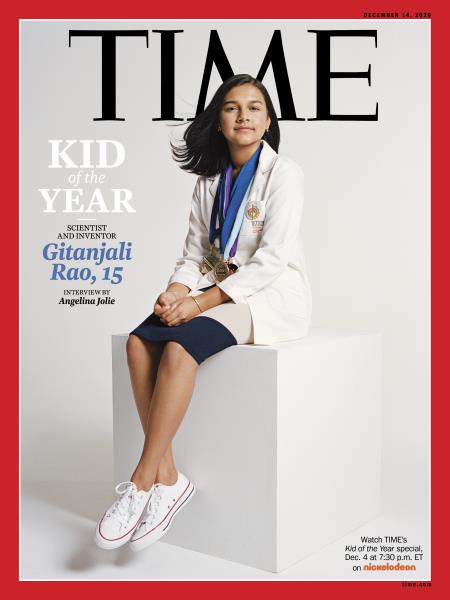 DECEMBER 14, 2020
TIME
KID
of the
YEAR
SCIENTIST
AND INVENTOR
Gitanjali
Rao, 15
INTERVIEW BY
Angelina Jolie
Watch TIME's
Kid of the Year special,
Dec. 4 at 7:30 p.m. ET
on nickelodeon
time.com